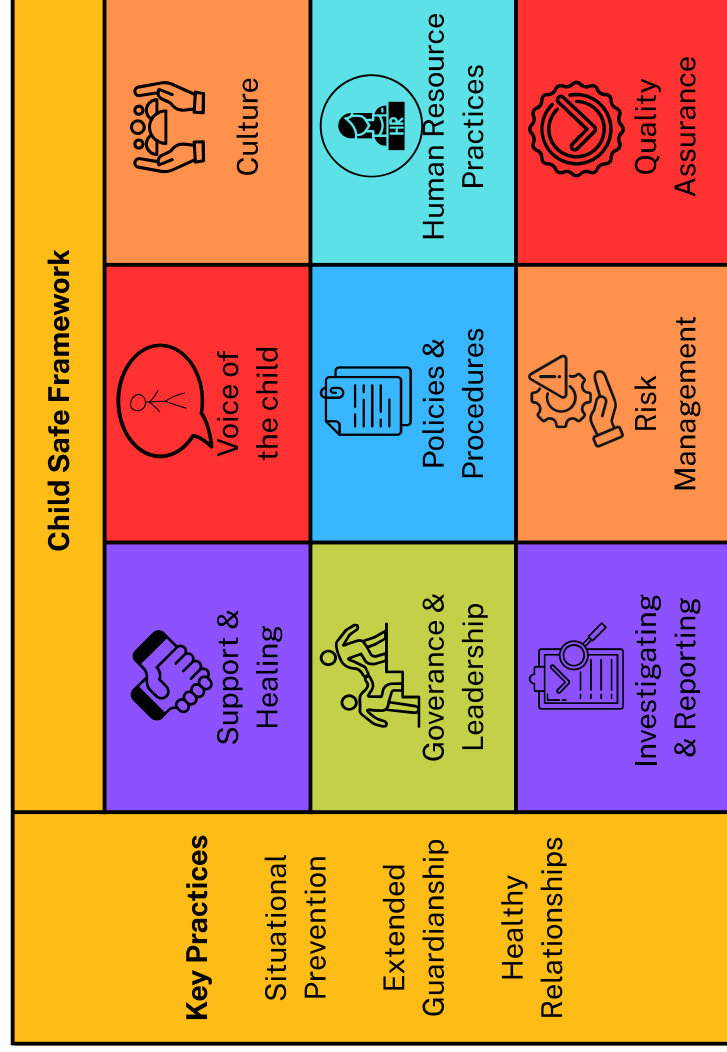 Child Safe Framework
Key Practices
Situational
Prevention
Extended
Guardianship
Healthy
Relationships
Support &
Healing
Voice of
the child
Culture
Goverance &
Leadership
Policies &
Procedures
HR
Human Resource
Practices
Investigating
& Reporting
Risk
Management
Quality
Assurance